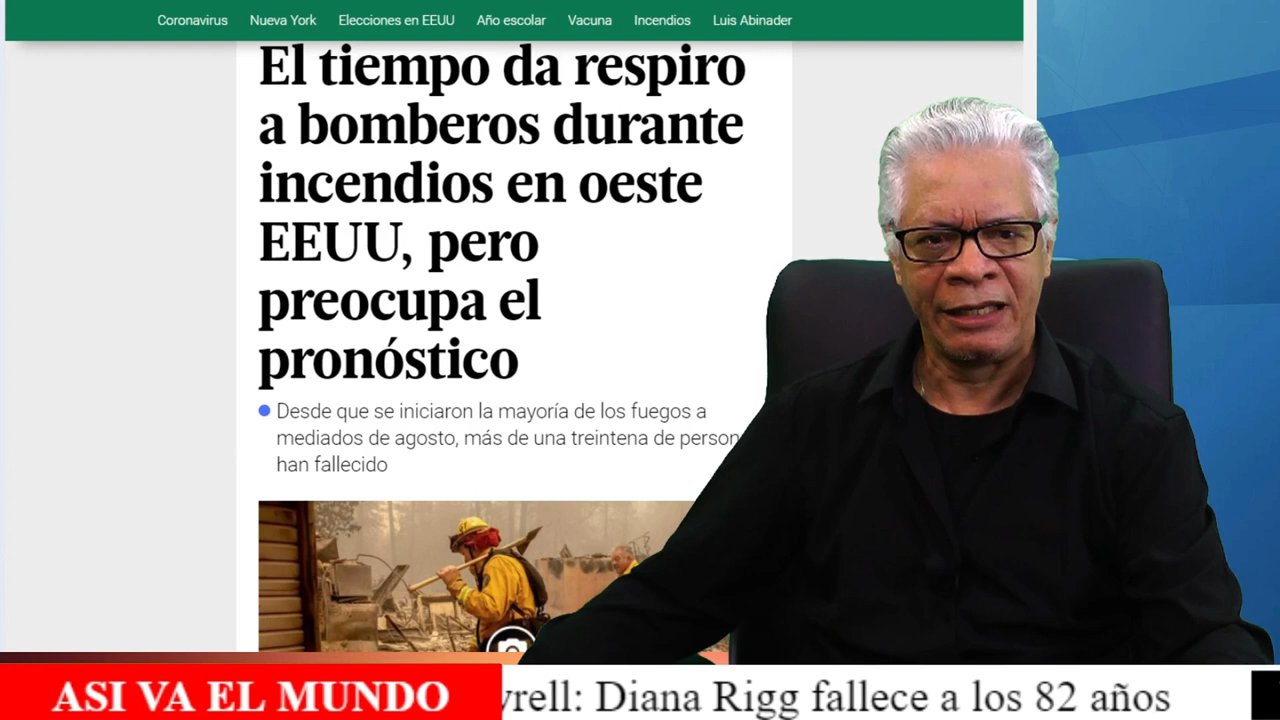 Coronavirus Nueva York Elecciones en EEUU Año escolar Vacuna Incendios Luis Abinader
El tiempo da respiro
a bomberos durante
incendios en oeste
EEUU, pero
preocupa el
pronóstico
Desde que se iniciaron la mayoría de los fuegos a
mediados de agosto, más de una treintena de person
han fallecido
ASI VA EL MUNDO
yrell: Diana Rigg fallece a los 82 años